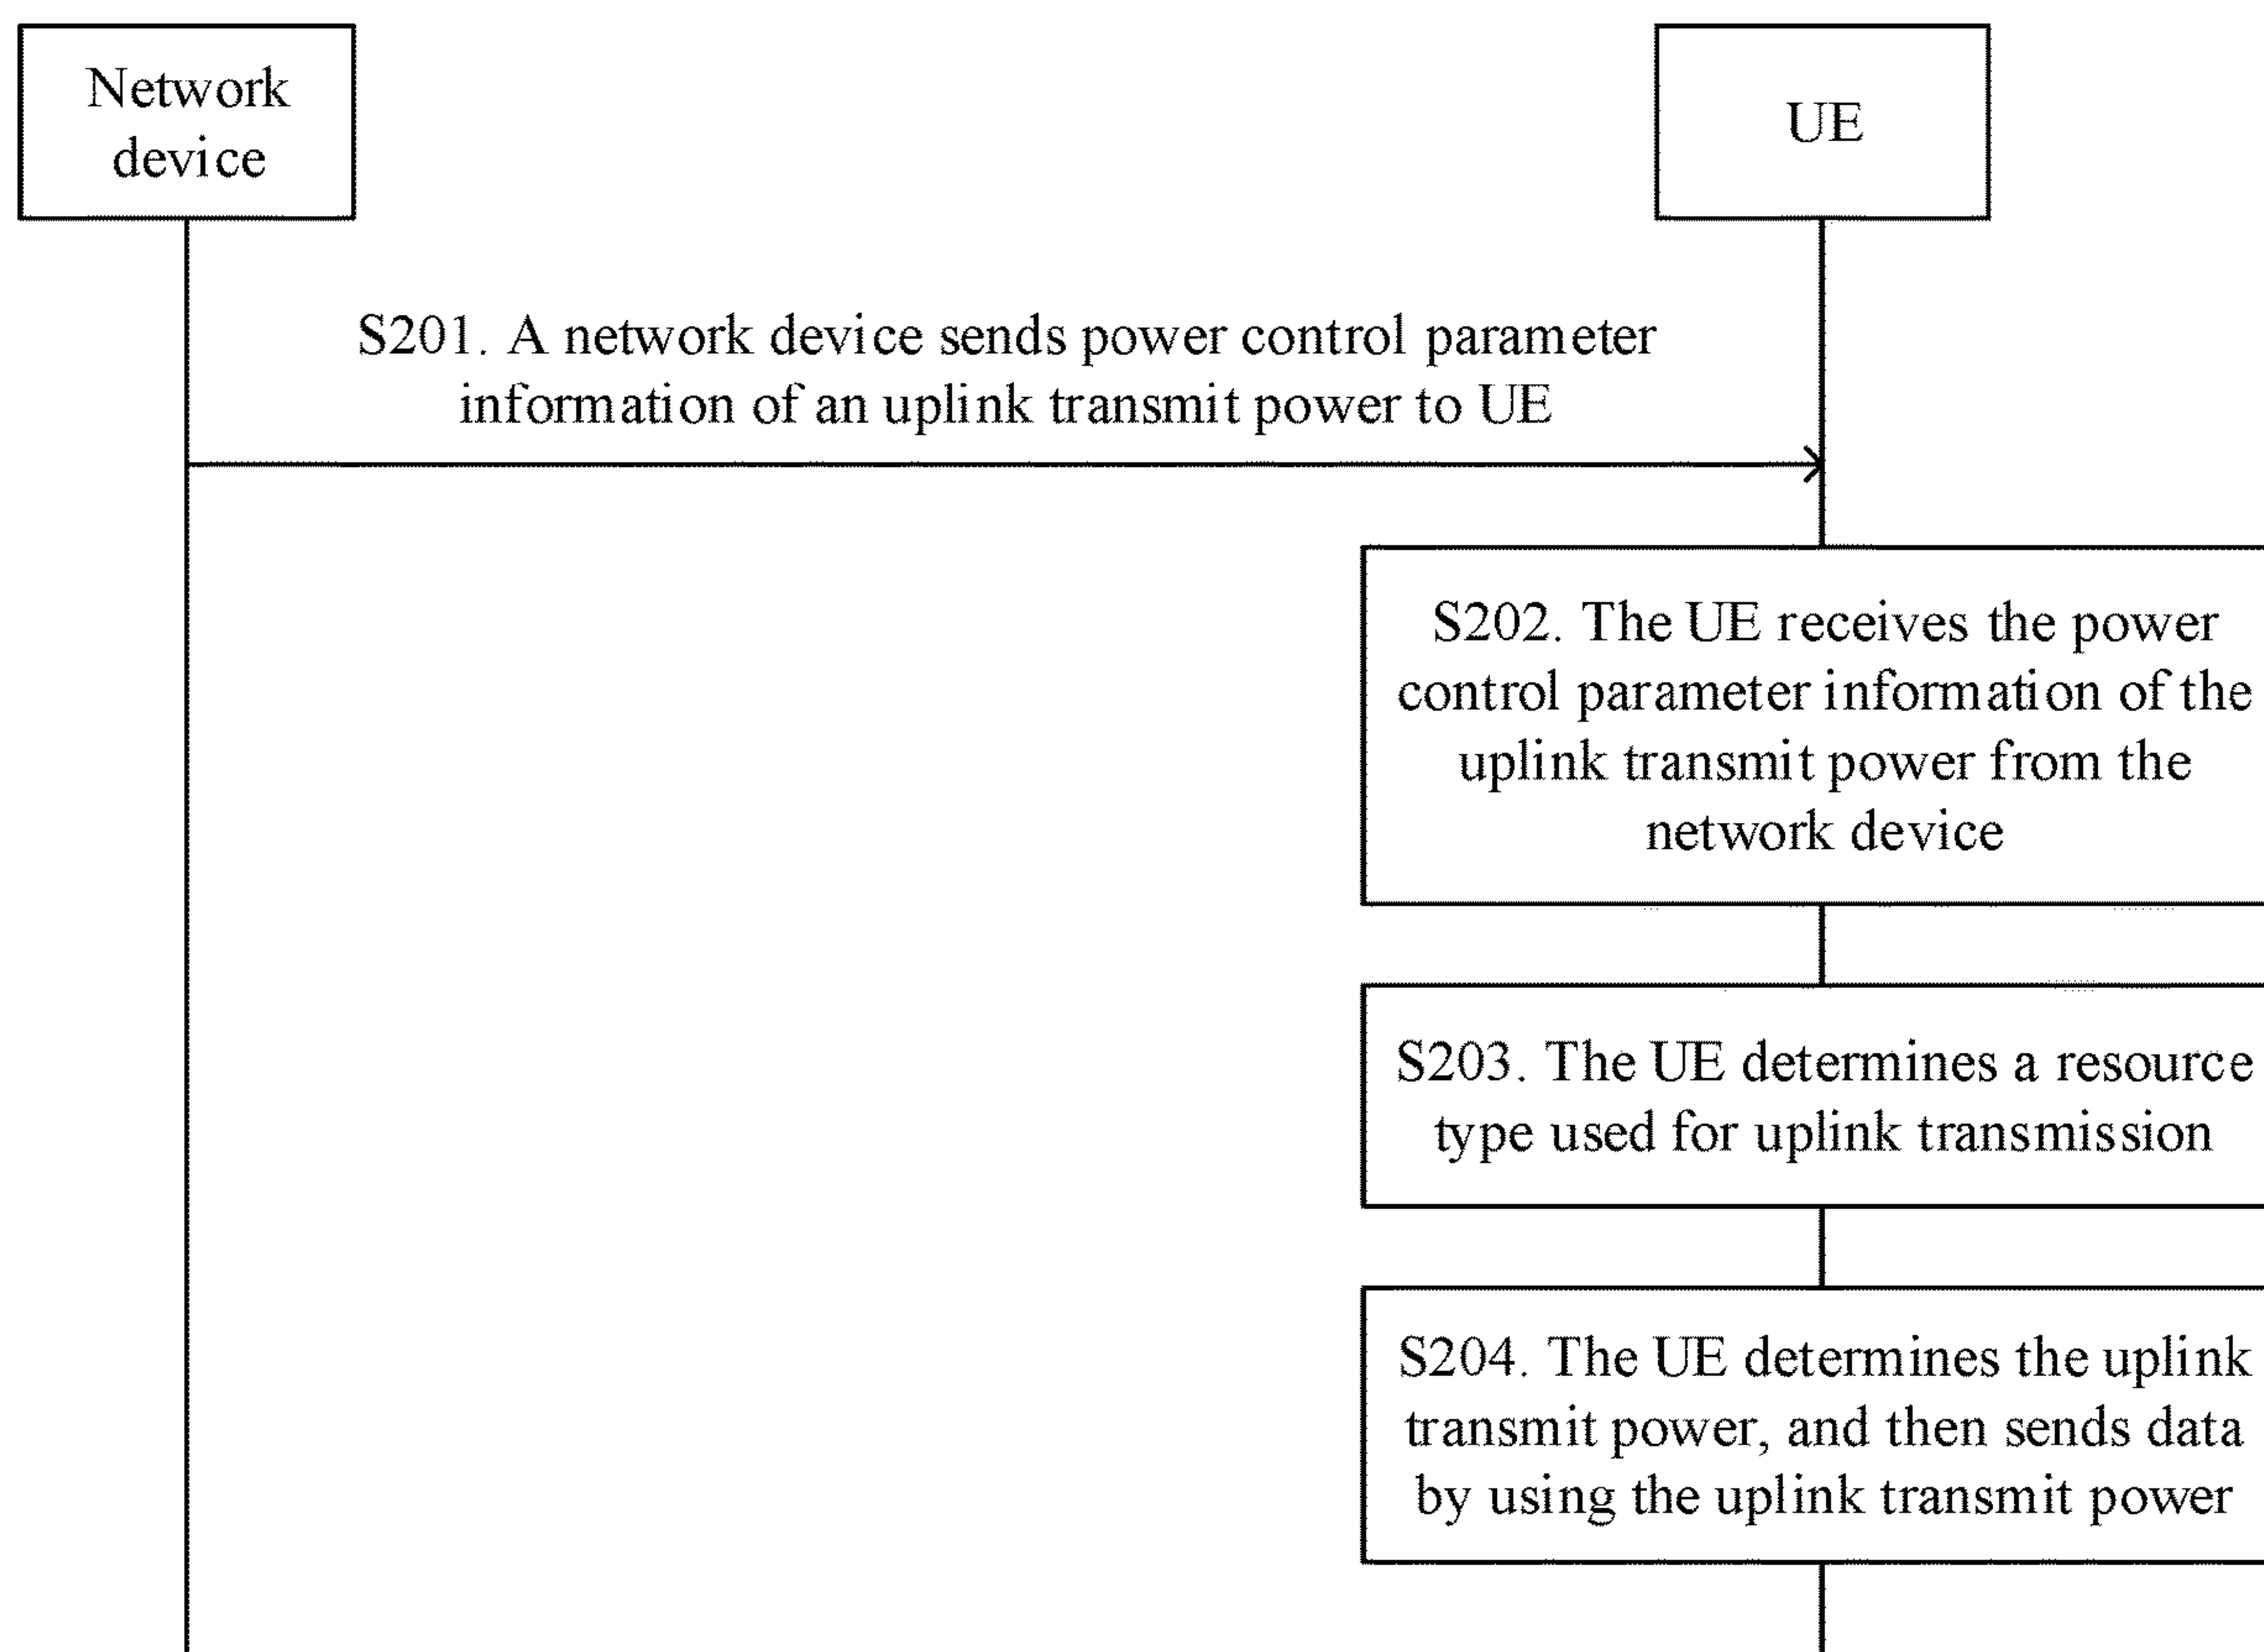 Network
device
UE
S201. A network device sends power control parameter
information of an uplink transmit power to UE
S202. The UE receives the power
control parameter information of the
uplink transmit power from the
network device
S203. The UE determines a resource
type used for uplink transmission
S204. The UE determines the uplink
transmit power, and then sends data
by using the uplink transmit power